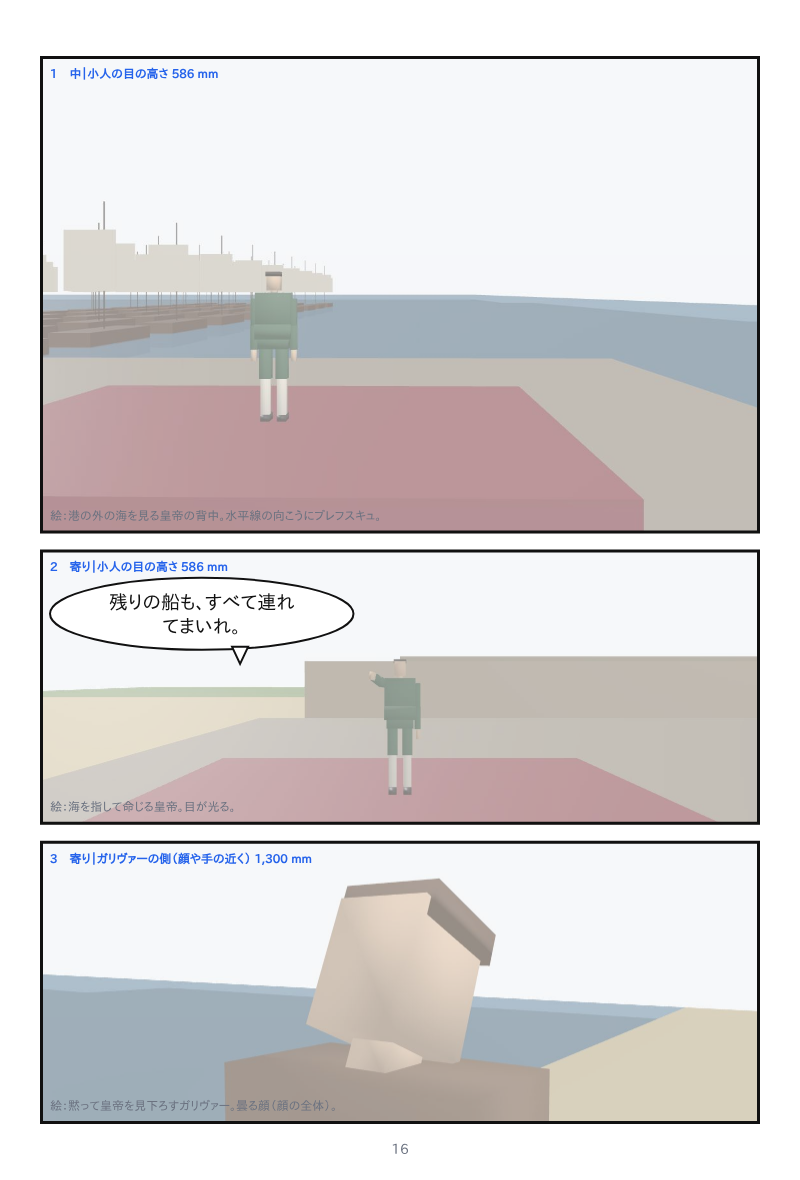 1 中|小人の目の高さ 586 mm
絵：港の外の海を見る皇帝の背中。水平線の向こうにブレフスキュ。
2 寄り|小人の目の高さ 586 mm
残りの船も、すべて連れ
てまいれ。
絵：海を指して命じる皇帝。目が光る。
3 寄り|ガリヴァーの側（顔や手の近く） 1,300 mm
絵：黙って皇帝を見下ろすガリヴァー。曇る顔（顔の全体）。
16